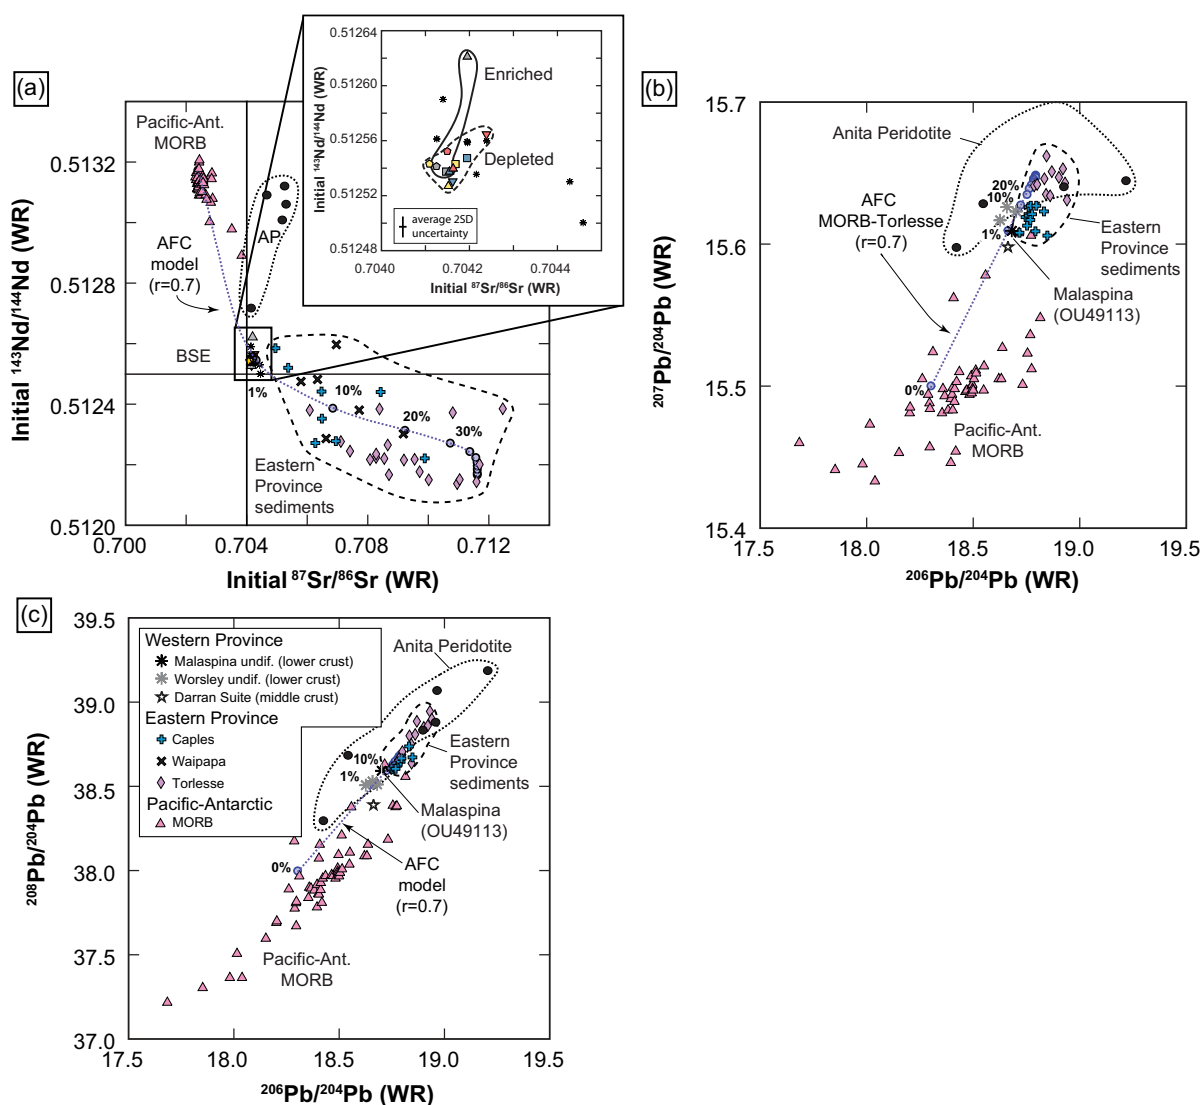 (a)
Initial ¹⁴³Nd/¹⁴⁴Nd (WR)
0.5132
0.5128
0.5124
0.5120
0.700
0.704
0.708
0.712
Initial ⁸⁷Sr/⁸⁶Sr (WR)
Pacific-Ant.
MORB
AFC
model
(r=0.7)
AP
BSE
1%
10%
20%
30%
Eastern
Province
sediments
Initial ¹⁴³Nd/¹⁴⁴Nd (WR)
0.51264
0.51260
0.51256
0.51252
0.51248
Enriched
Depleted
average 2SD
uncertainty
0.7040
0.7042
0.7044
Initial ⁸⁷Sr/⁸⁶Sr (WR)
(b)
²⁰⁷Pb/²⁰⁴Pb (WR)
15.7
15.6
15.5
15.4
17.5
18.0
18.5
19.0
19.5
²⁰⁶Pb/²⁰⁴Pb (WR)
Anita Peridotite
20%
10%
1%
0%
AFC
MORB-Torlesse
(r=0.7)
Eastern
Province
sediments
Malaspina
(OU49113)
Pacific-Ant.
MORB
(c)
²⁰⁸Pb/²⁰⁴Pb (WR)
39.5
39.0
38.5
38.0
37.5
37.0
17.5
18.0
18.5
19.0
19.5
²⁰⁶Pb/²⁰⁴Pb (WR)
Western Province
Malaspina undif. (lower crust)
Worsley undif. (lower crust)
Darran Suite (middle crust)
Eastern Province
Caples
Waipapa
Torlesse
Pacific-Antarctic
MORB
Anita Peridotite
10%
1%
0%
Eastern
Province
sediments
Malaspina
(OU49113)
AFC
model
(r=0.7)
Pacific-Ant.
MORB